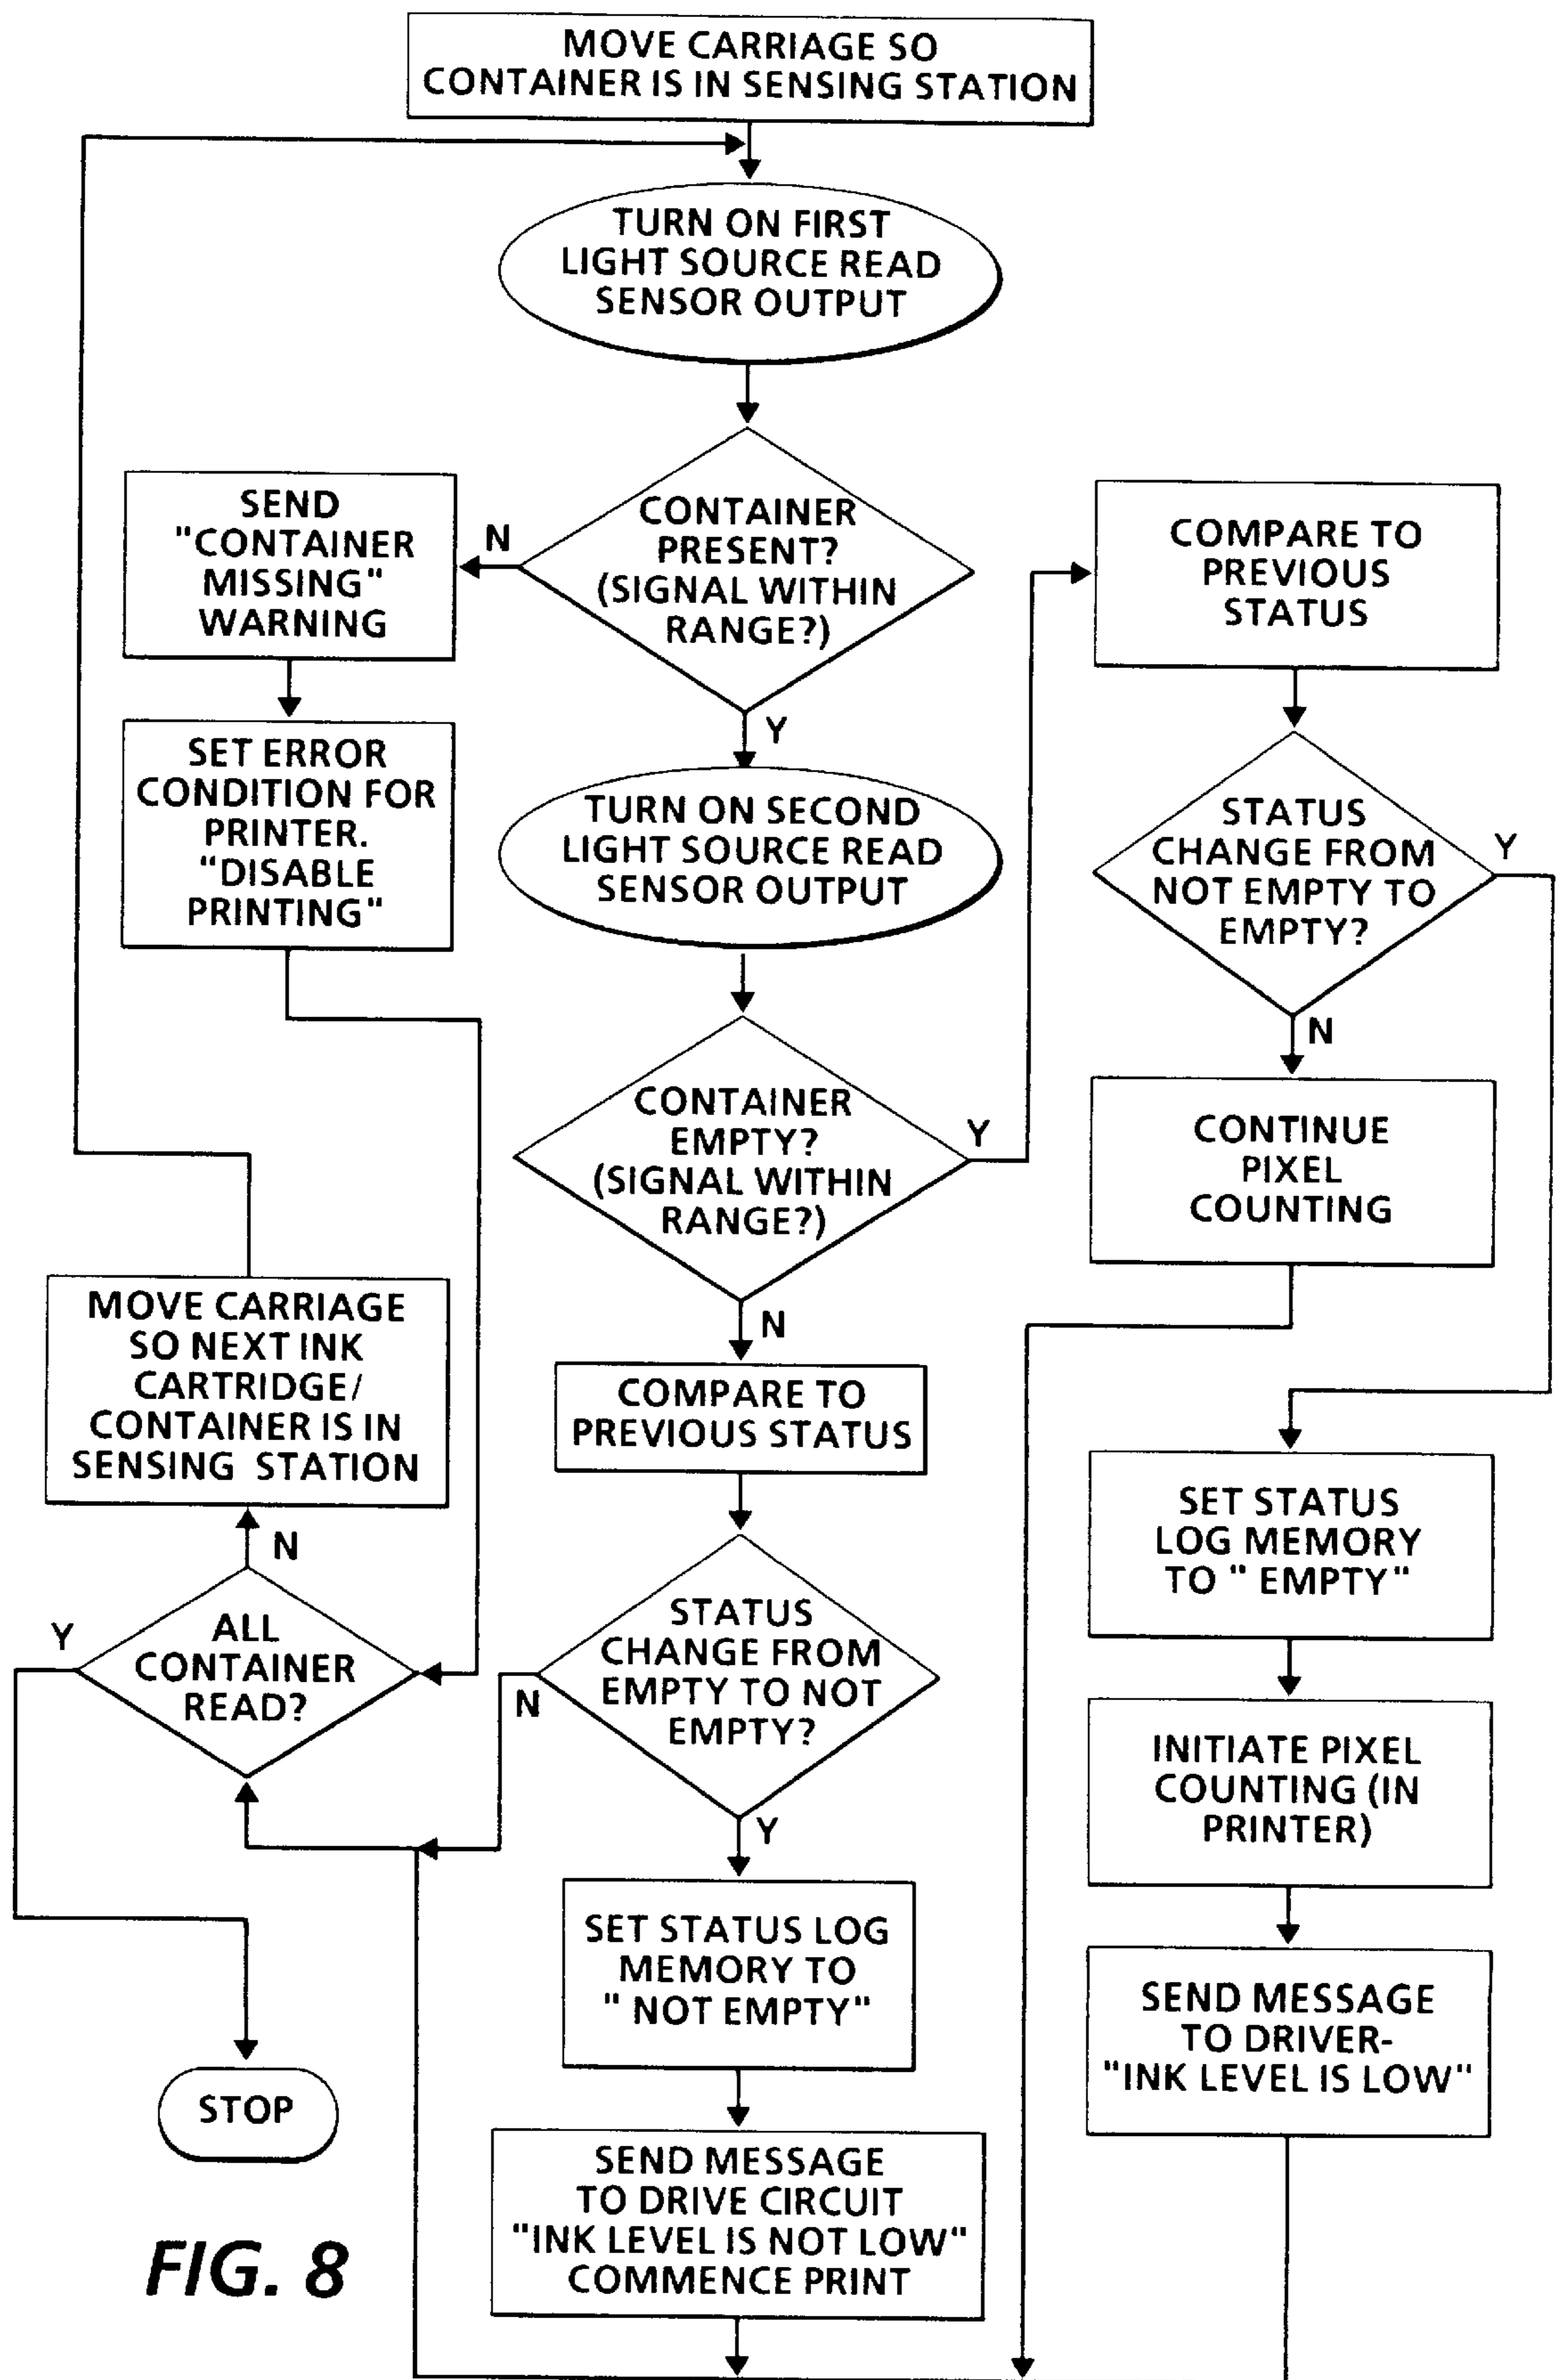 MOVE CARRIAGE SO
CONTAINER IS IN SENSING STATION
TURN ON FIRST
LIGHT SOURCE READ
SENSOR OUTPUT
CONTAINER
PRESENT?
(SIGNAL WITHIN
RANGE?)
N
Y
SEND
"CONTAINER
MISSING"
WARNING
SET ERROR
CONDITION FOR
PRINTER.
"DISABLE
PRINTING"
TURN ON SECOND
LIGHT SOURCE READ
SENSOR OUTPUT
CONTAINER
EMPTY?
(SIGNAL WITHIN
RANGE?)
Y
N
COMPARE TO
PREVIOUS
STATUS
STATUS
CHANGE FROM
NOT EMPTY TO
EMPTY?
Y
N
CONTINUE
PIXEL
COUNTING
SET STATUS
LOG MEMORY
TO " EMPTY"
INITIATE PIXEL
COUNTING (IN
PRINTER)
SEND MESSAGE
TO DRIVER-
"INK LEVEL IS LOW"
COMPARE TO
PREVIOUS STATUS
STATUS
CHANGE FROM
EMPTY TO NOT
EMPTY?
N
Y
SET STATUS LOG
MEMORY TO
" NOT EMPTY"
SEND MESSAGE
TO DRIVE CIRCUIT
"INK LEVEL IS NOT LOW"
COMMENCE PRINT
MOVE CARRIAGE
SO NEXT INK
CARTRIDGE/
CONTAINER IS IN
SENSING STATION
N
ALL
CONTAINER
READ?
Y
STOP
FIG. 8